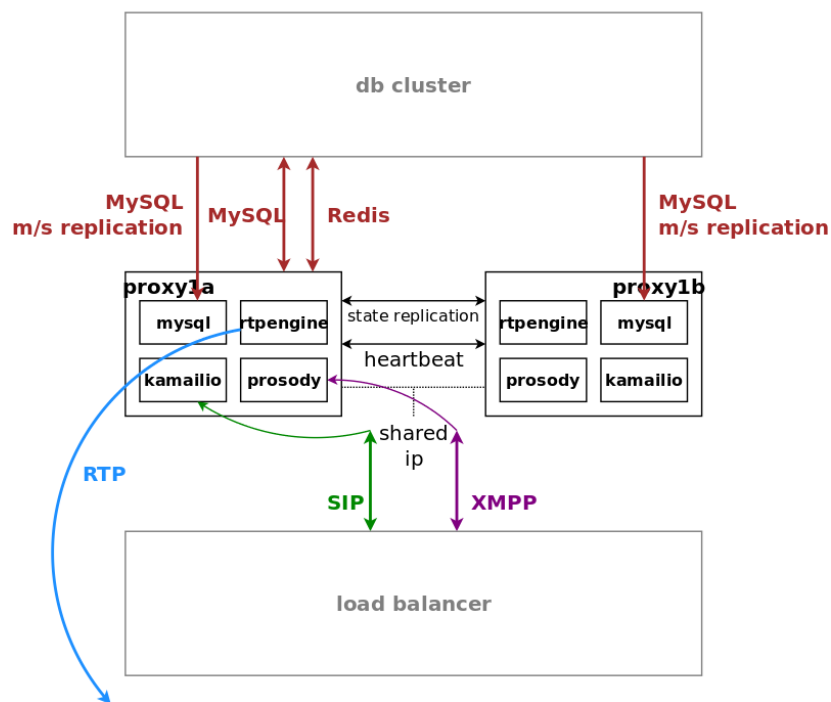 db cluster
MySQL
m/s replication
MySQL
Redis
MySQL
m/s replication
proxy1a
proxy1b
mysql
rtpengine
state replication
rtpengine
mysql
heartbeat
kamailio
prosody
prosody
kamailio
shared
ip
RTP
SIP
XMPP
load balancer